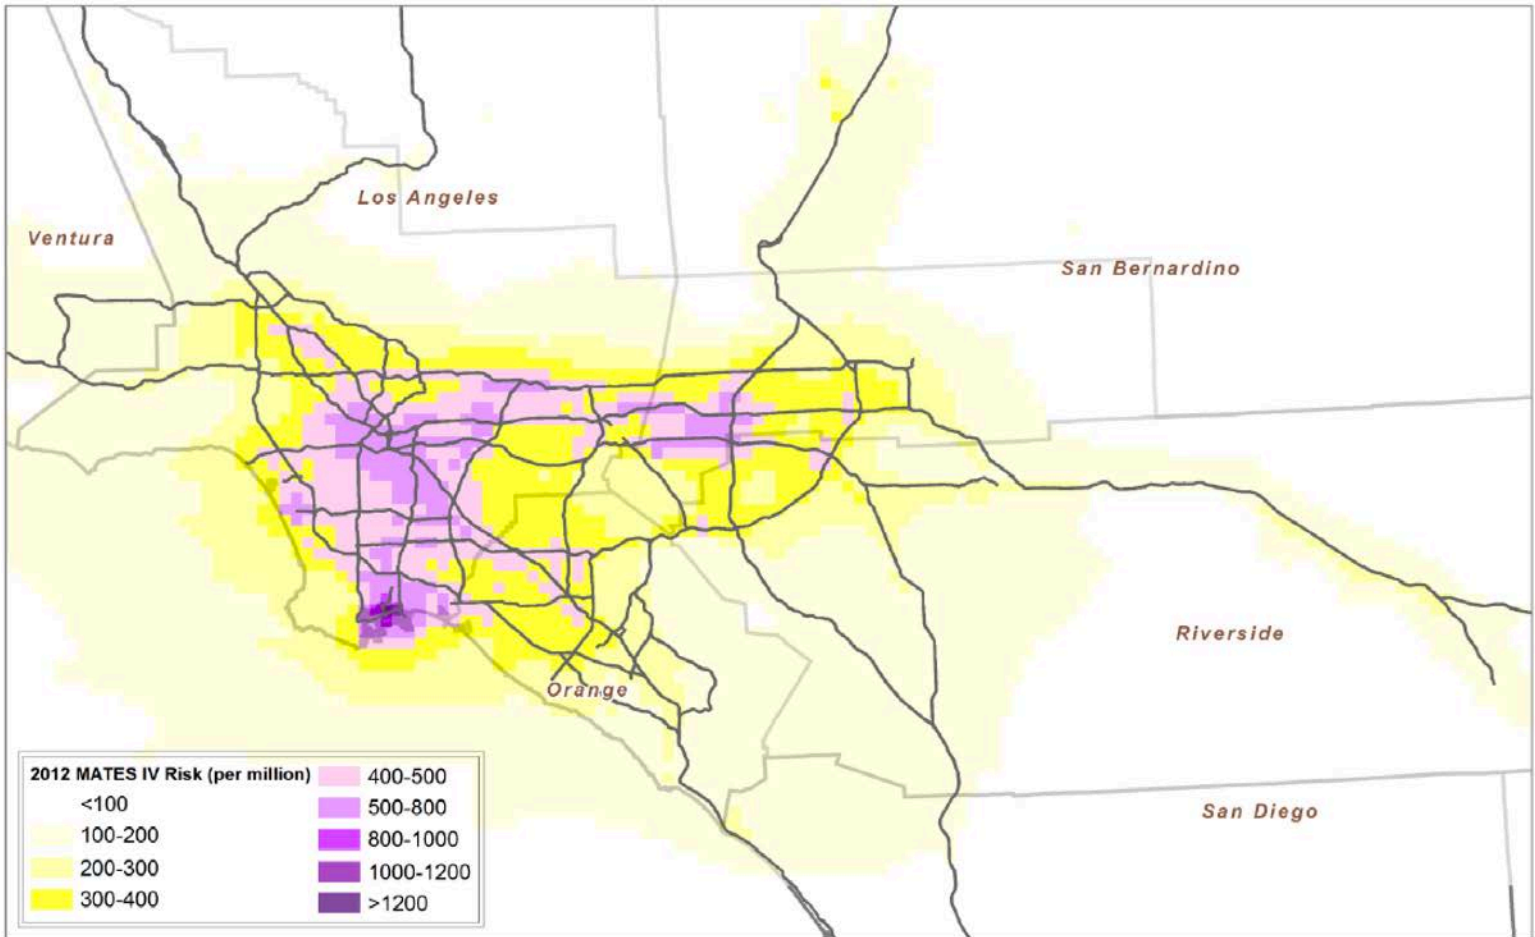 Los Angeles
Ventura
San Bernardino
Riverside
Orange
San Diego
2012 MATES IV Risk (per million)
<100
100-200
200-300
300-400
400-500
500-800
800-1000
1000-1200
>1200